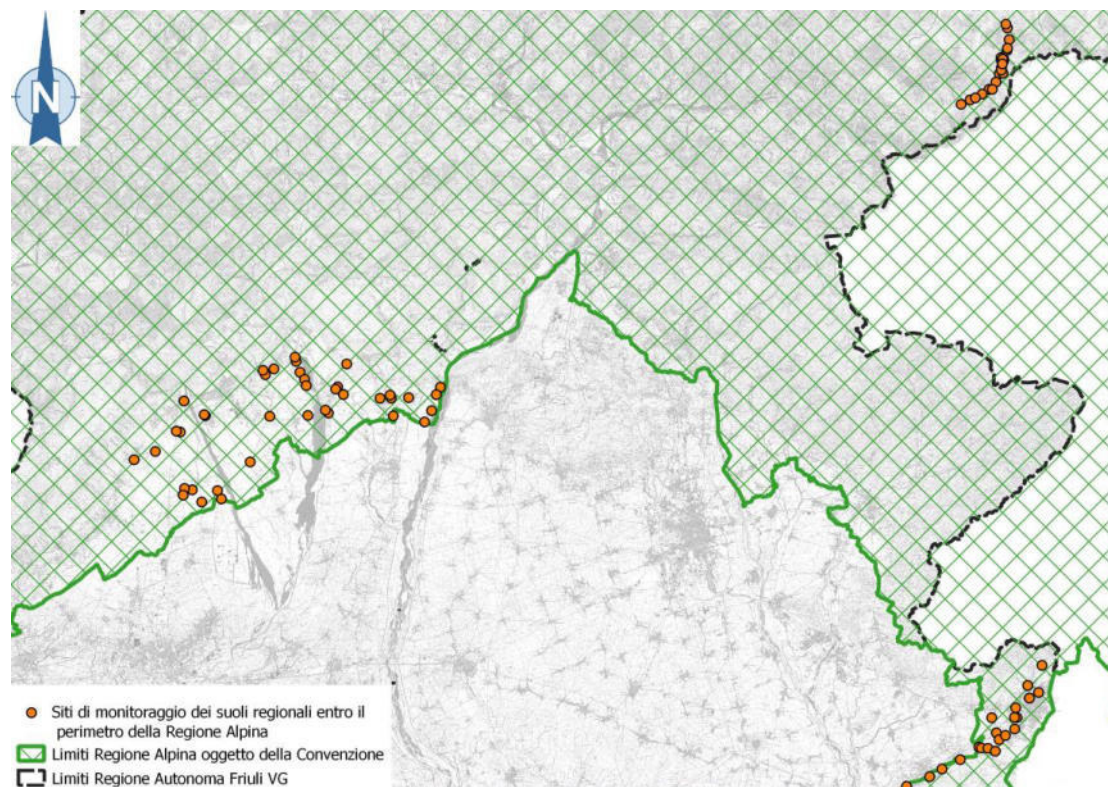 N
Siti di monitoraggio dei suoli regionali entro il
perimetro della Regione Alpina
Limiti Regione Alpina oggetto della Convenzione
Limiti Regione Autonoma Friuli VG